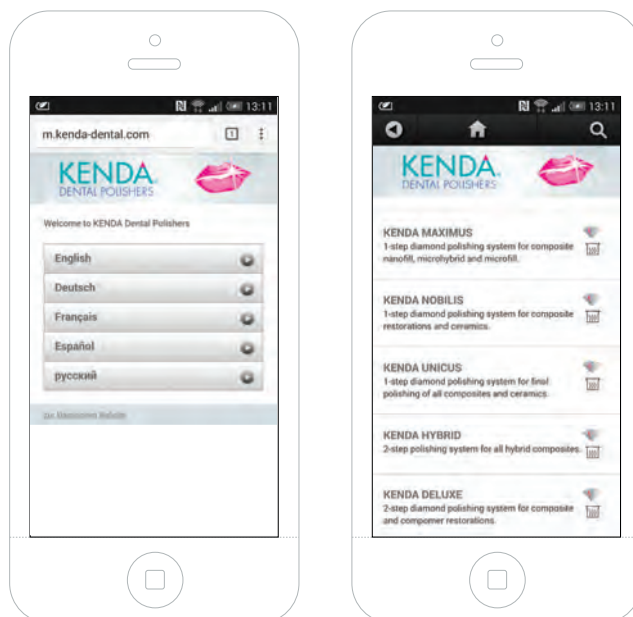 13:11
m.kenda-dental.com
1
KENDA
DENTAL POLISHERS
Welcome to KENDA Dental Polishers
English
Deutsch
Français
Español
русский
Zur klassischen Website
13:11
KENDA
DENTAL POLISHERS
KENDA MAXIMUS
1-step diamond polishing system for composite
nanofill, microhybrid and microfill.
KENDA NOBILIS
1-step diamond polishing system for composite
restorations and ceramics.
KENDA UNICUS
1-step diamond polishing system for final
polishing of all composites and ceramics.
KENDA HYBRID
2-step polishing system for all hybrid composites.
KENDA DELUXE
2-step diamond polishing system for composite
and compomer restorations.